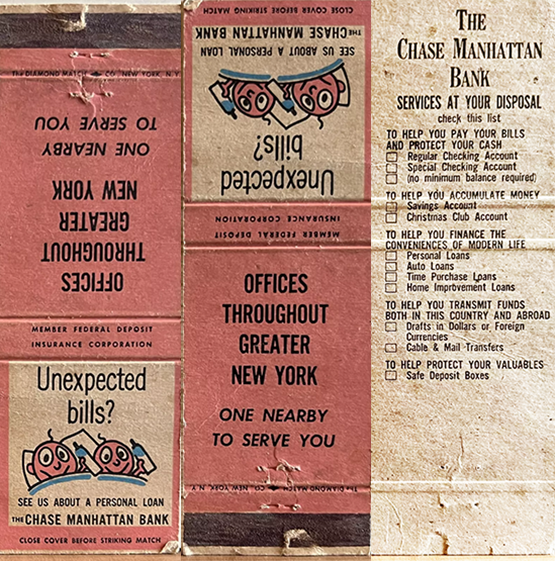 THE DIAMOND MATCH CO. NEW YORK, N.Y.
OFFICES
THROUGHOUT
GREATER
NEW YORK
ONE NEARBY
TO SERVE YOU
MEMBER FEDERAL DEPOSIT
INSURANCE CORPORATION
Unexpected
bills?
SEE US ABOUT A PERSONAL LOAN
THE CHASE MANHATTAN BANK
CLOSE COVER BEFORE STRIKING MATCH
CLOSE COVER BEFORE STRIKING MATCH
THE CHASE MANHATTAN BANK
SEE US ABOUT A PERSONAL LOAN
Unexpected
bills?
MEMBER FEDERAL DEPOSIT
INSURANCE CORPORATION
OFFICES
THROUGHOUT
GREATER
NEW YORK
ONE NEARBY
TO SERVE YOU
THE DIAMOND MATCH CO. NEW YORK, N.Y.
THE
CHASE MANHATTAN
BANK
SERVICES AT YOUR DISPOSAL
check this list
TO HELP YOU PAY YOUR BILLS
AND PROTECT YOUR CASH
Regular Checking Account
Special Checking Account
(no minimum balance required)
TO HELP YOU ACCUMULATE MONEY
Savings Account
Christmas Club Account
TO HELP YOU FINANCE THE
CONVENIENCES OF MODERN LIFE
Personal Loans
Auto Loans
Time Purchase Loans
Home Improvement Loans
TO HELP YOU TRANSMIT FUNDS
BOTH IN THIS COUNTRY AND ABROAD
Drafts in Dollars or Foreign
Currencies
Cable & Mail Transfers
TO HELP PROTECT YOUR VALUABLES
Safe Deposit Boxes